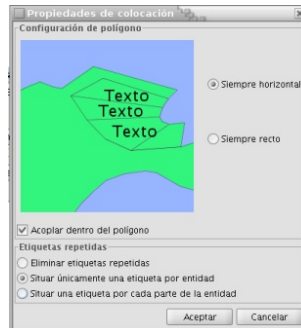 Propiedades de colocación
Configuración de polígono
Texto
Texto
Texto
Siempre horizontal
Siempre recto
Acoplar dentro del polígono
Etiquetas repetidas
Eliminar etiquetas repetidas
Situar únicamente una etiqueta por entidad
Situar una etiqueta por cada parte de la entidad
Aceptar
Cancelar